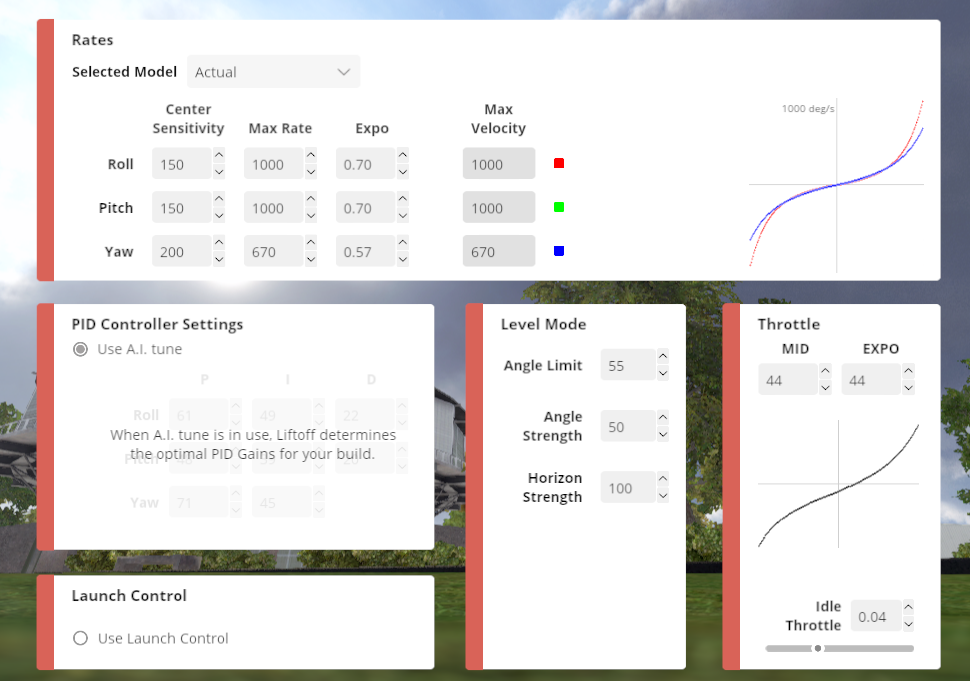 Rates
Selected Model Actual
Center Sensitivity Max Rate Expo Max Velocity
1000 deg/s
Roll 150 1000 0.70 1000
Pitch 150 1000 0.70 1000
Yaw 200 670 0.57 670
PID Controller Settings
Use A.I. tune
P I D
Roll 61 49 22
When A.I. tune is in use, Liftoff determines
the optimal PID Gains for your build.
Pitch
Yaw 71 45
Launch Control
Use Launch Control
Level Mode
Angle Limit 55
Angle
Strength 50
Horizon
Strength 100
Throttle
MID EXPO
44 44
Idle
Throttle 0.04